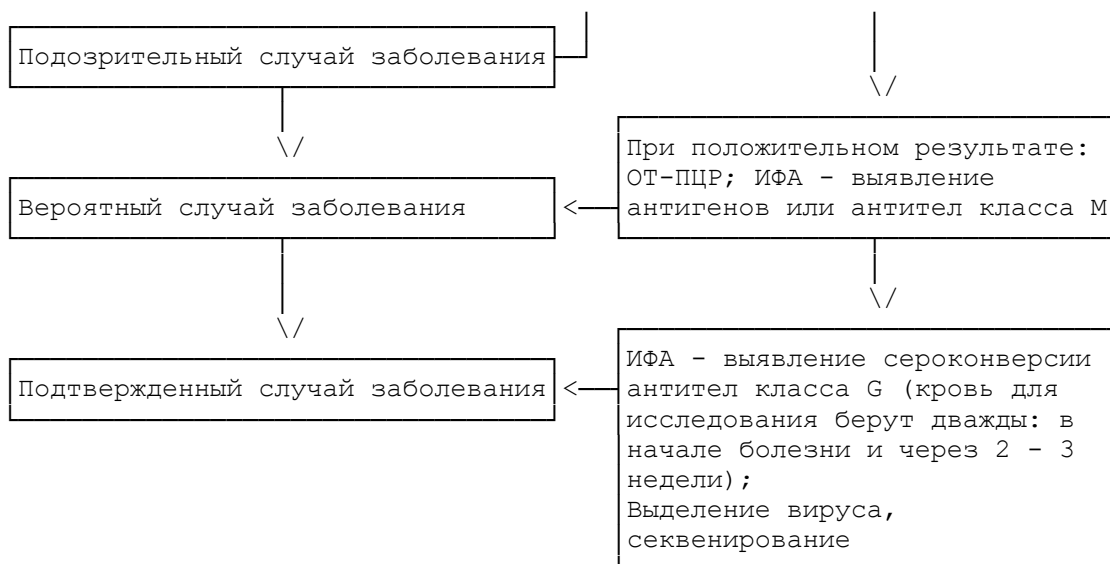 Подозрительный случай заболевания
При положительном результате:
ОТ-ПЦР; ИФА - выявление
антигенов или антител класса М
Вероятный случай заболевания
ИФА - выявление сероконверсии
антител класса G (кровь для
исследования берут дважды: в
начале болезни и через 2 - 3
недели);
Выделение вируса,
секвенирование
Подтвержденный случай заболевания